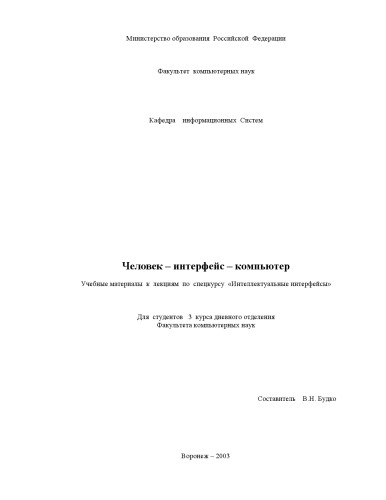 Министерство образования Российской Федерации
Факультет компьютерных наук
Кафедра информационных Систем
Человек – интерфейс – компьютер
Учебные материалы к лекциям по спецкурсу «Интеллектуальные интерфейсы»
Для студентов 3 курса дневного отделения
Факультета компьютерных наук
Составитель В.Н. Будко
Воронеж – 2003